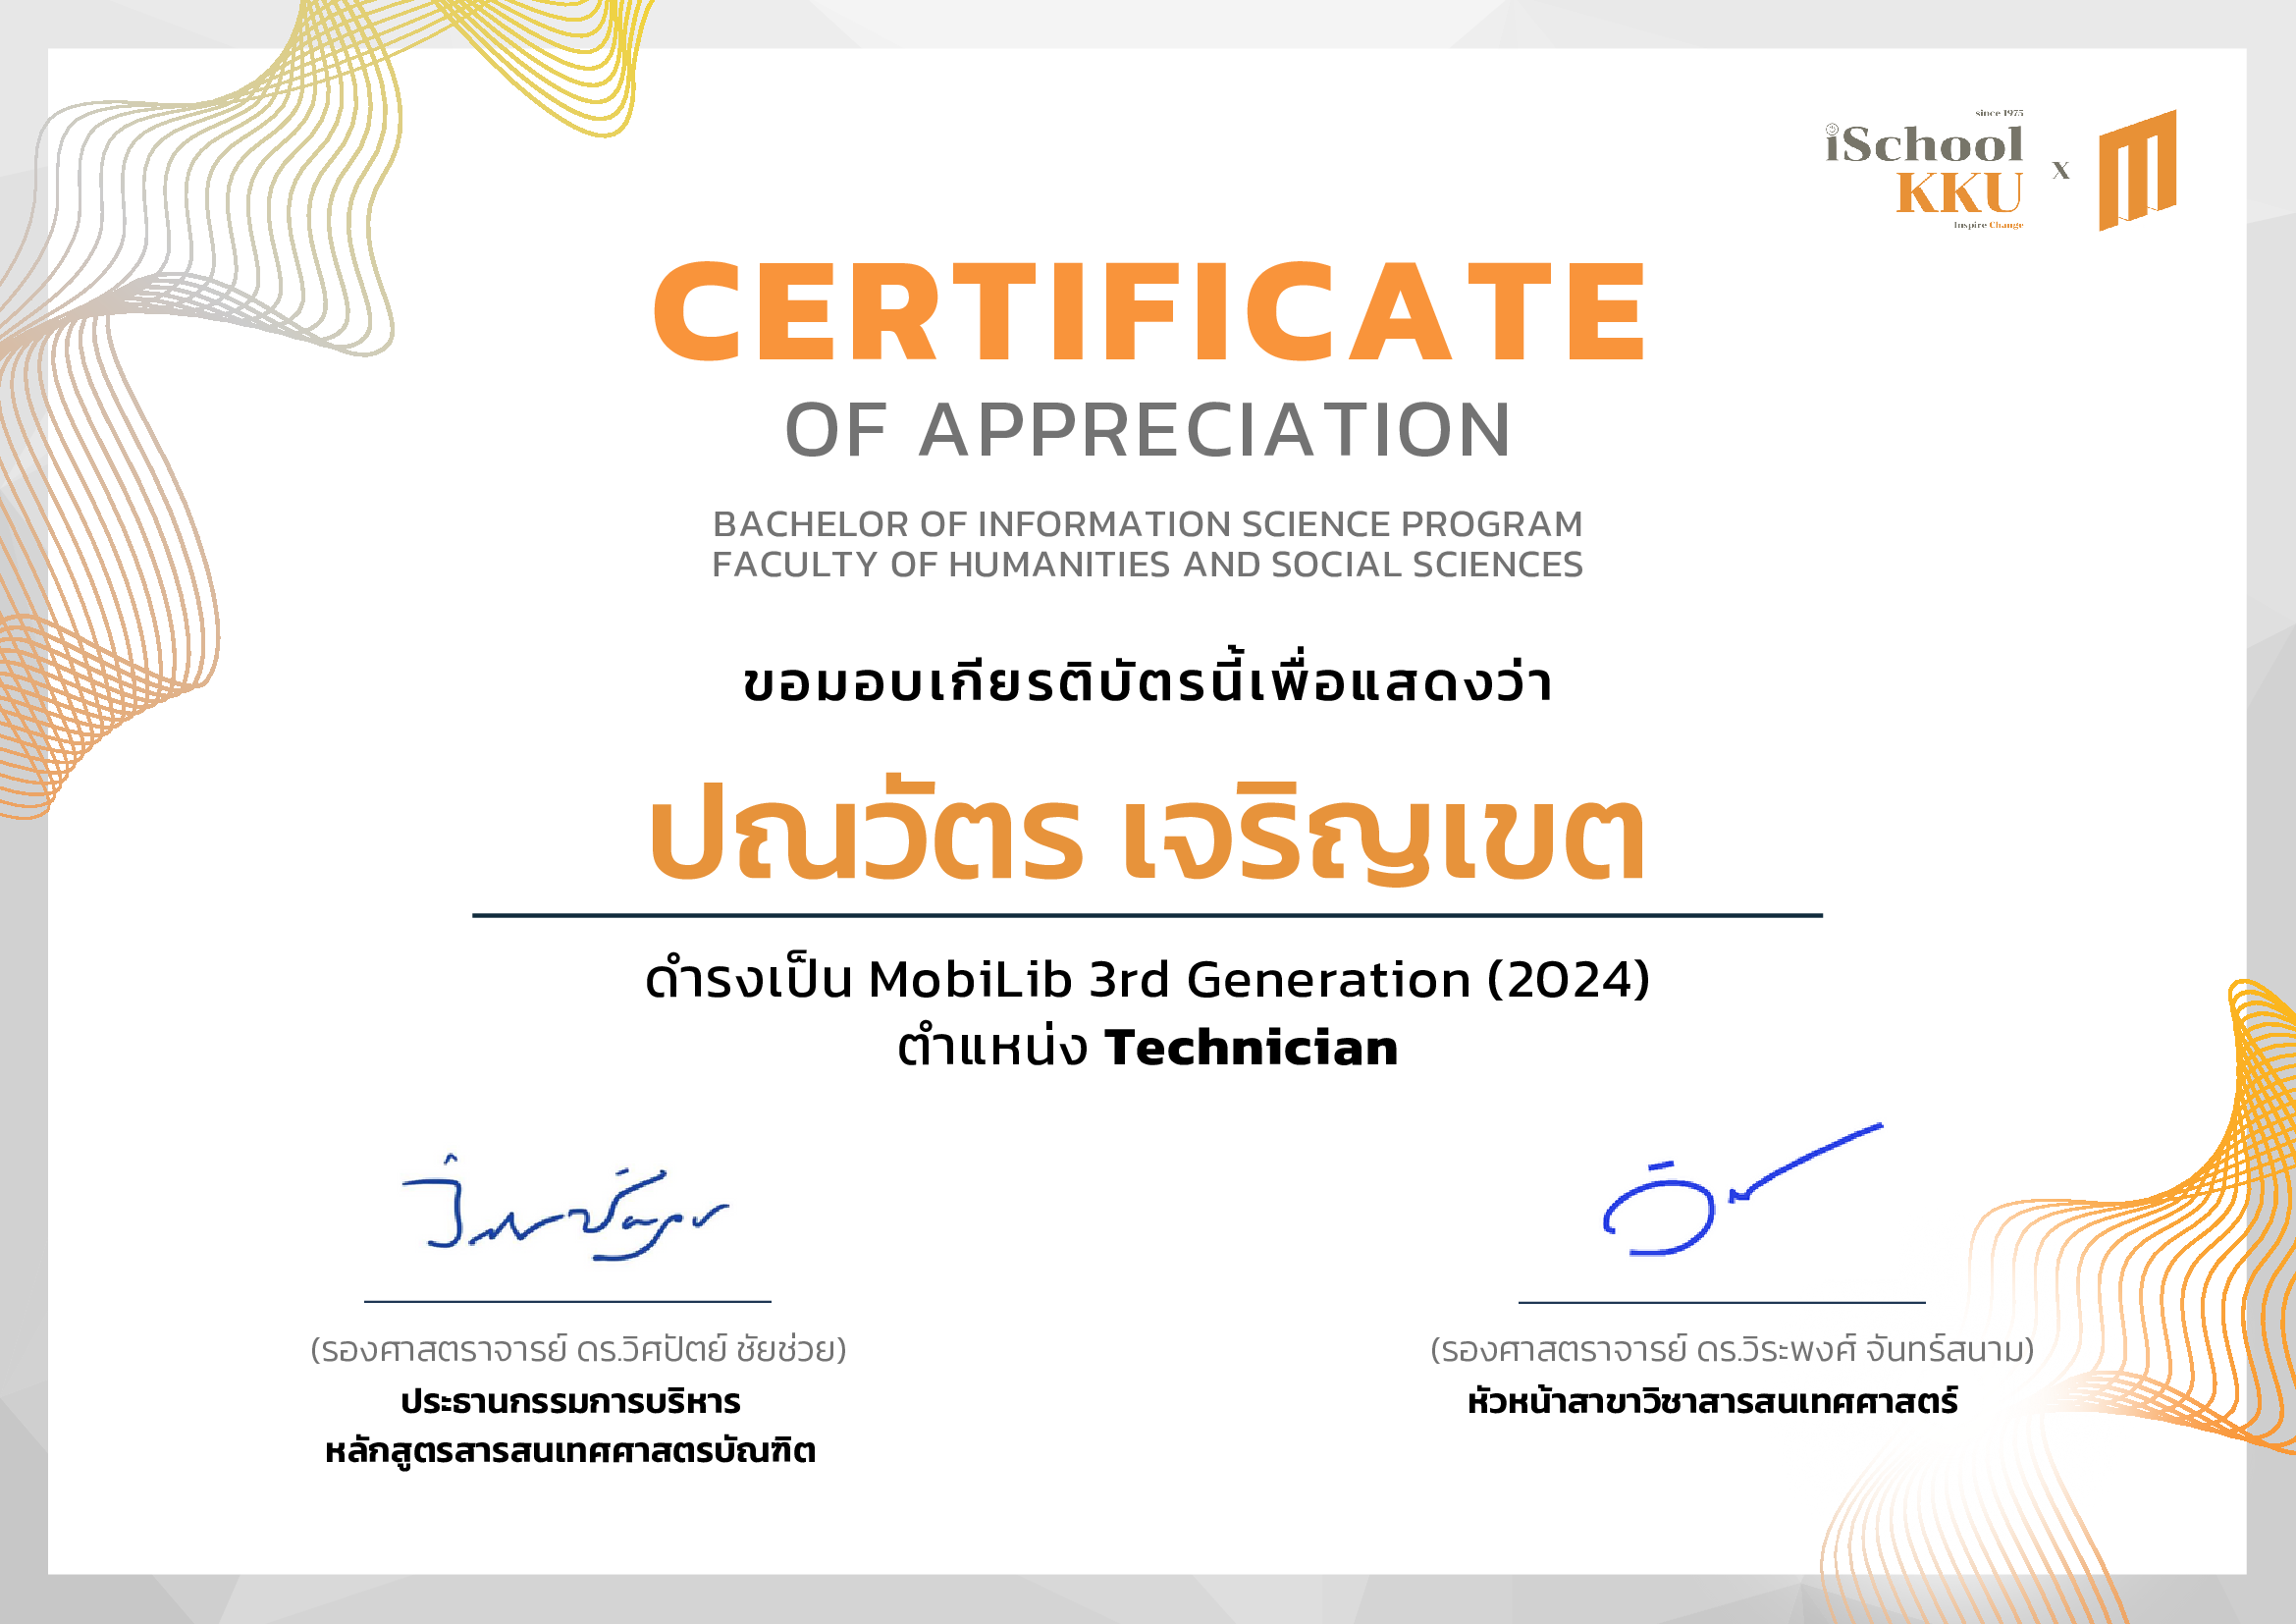 since 1975
iSchool
KKU
Inspire Change
X
CERTIFICATE
OF APPRECIATION
BACHELOR OF INFORMATION SCIENCE PROGRAM
FACULTY OF HUMANITIES AND SOCIAL SCIENCES
ขอมอบเกียรติบัตรนี้เพื่อแสดงว่า
ปณวัตร เจริญเขต
ดำรงเป็น MobiLib 3rd Generation (2024)
ตำแหน่ง Technician
(รองศาสตราจารย์ ดร.วิศปัตย์ ชัยช่วย)
ประธานกรรมการบริหาร
หลักสูตรสารสนเทศศาสตรบัณฑิต
(รองศาสตราจารย์ ดร.วิระพงศ์ จันทร์สนาม)
หัวหน้าสาขาวิชาสารสนเทศศาสตร์